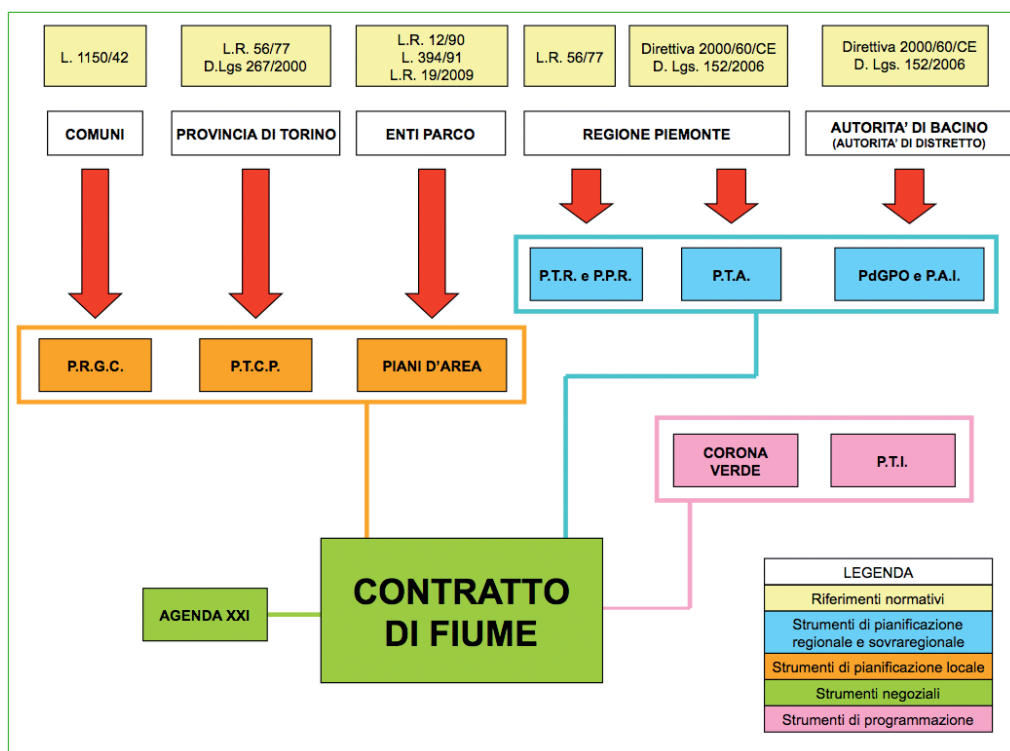 L. 1150/42
L.R. 56/77
D.Lgs 267/2000
L.R. 12/90
L. 394/91
L.R. 19/2009
L.R. 56/77
Direttiva 2000/60/CE
D. Lgs. 152/2006
Direttiva 2000/60/CE
D. Lgs. 152/2006
COMUNI
PROVINCIA DI TORINO
ENTI PARCO
REGIONE PIEMONTE
AUTORITA' DI BACINO
(AUTORITA' DI DISTRETTO)
P.T.R. e P.P.R.
P.T.A.
PdGPO e P.A.I.
P.R.G.C.
P.T.C.P.
PIANI D'AREA
CORONA
VERDE
P.T.I.
CONTRATTO
DI FIUME
AGENDA XXI
LEGENDA
Riferimenti normativi
Strumenti di pianificazione
regionale e sovraregionale
Strumenti di pianificazione locale
Strumenti negoziali
Strumenti di programmazione